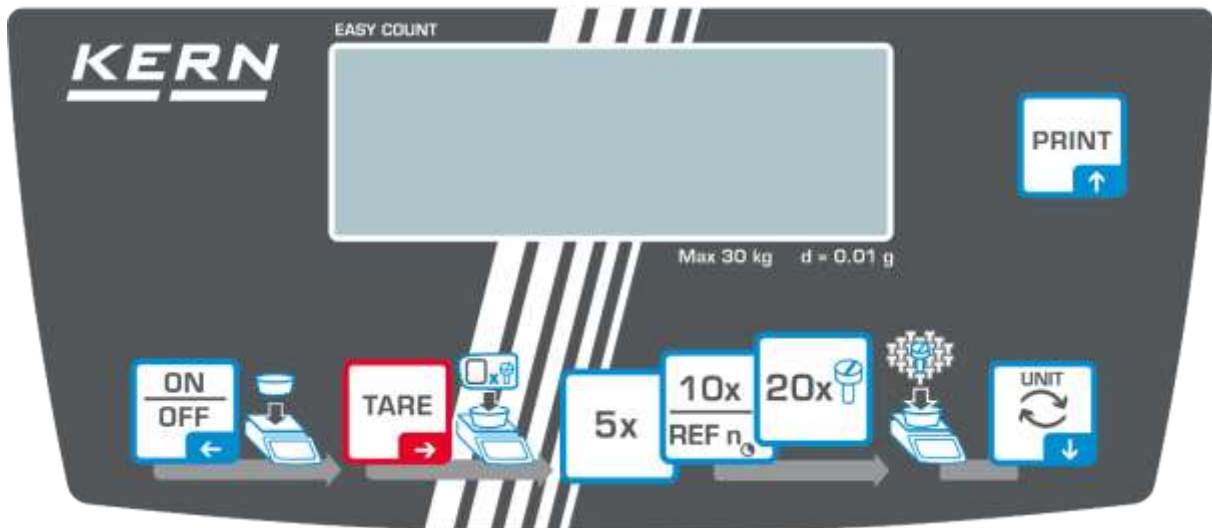 EASY COUNT
KERN
PRINT
Max 30 kg d = 0.01 g
ON
OFF
TARE
x
5x
10x
REF n
20x
UNIT